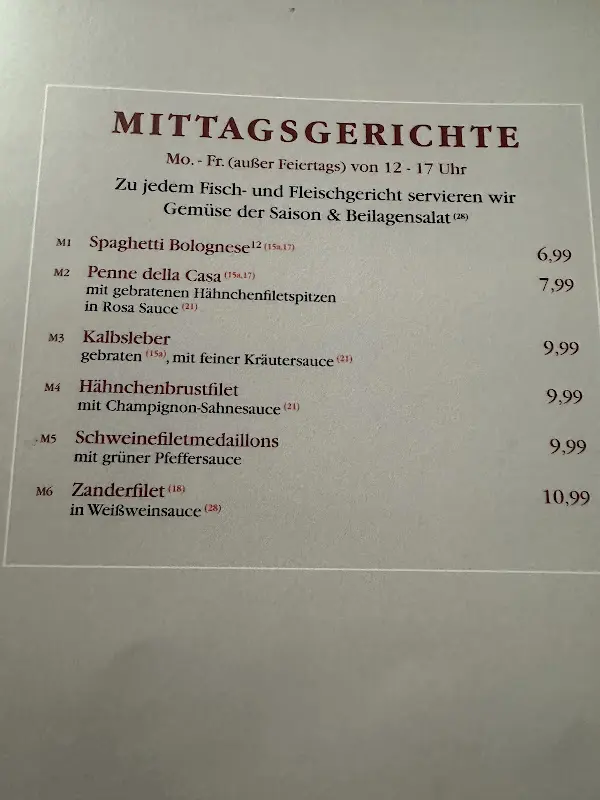 MITTAGSGERICHTE
Mo. - Fr. (außer Feiertags) von 12 - 17 Uhr
Zu jedem Fisch- und Fleischgericht servieren wir
Gemüse der Saison & Beilagensalat (28)
M1 Spaghetti Bolognese¹² (15a,17) 6,99
M2 Penne della Casa (15a,17) 7,99
mit gebratenen Hähnchenfiletspitzen
in Rosa Sauce (21)
M3 Kalbsleber 9,99
gebraten (15a), mit feiner Kräutersauce (21)
M4 Hähnchenbrustfilet 9,99
mit Champignon-Sahnesauce (21)
M5 Schweinefiletmedaillons 9,99
mit grüner Pfeffersauce
M6 Zanderfilet (18) 10,99
in Weißweinsauce (28)